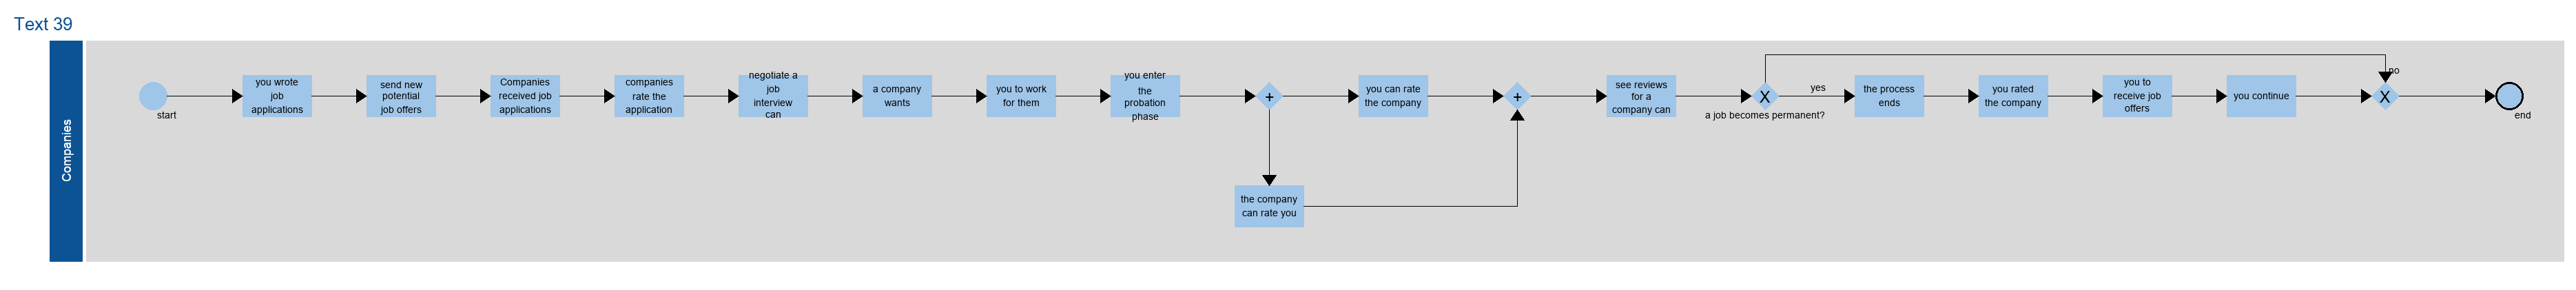 Text 39
Companies
start
you wrote
job
applications
send new
potential
job offers
Companies
received job
applications
companies
rate the
application
negotiate a
job
interview
can
a company
wants
you to work
for them
you enter
the
probation
phase
+
the company
can rate you
you can rate
the company
+
see reviews
for a
company can
X
a job becomes permanent?
yes
the process
ends
you rated
the company
you to
receive job
offers
you continue
no
X
end